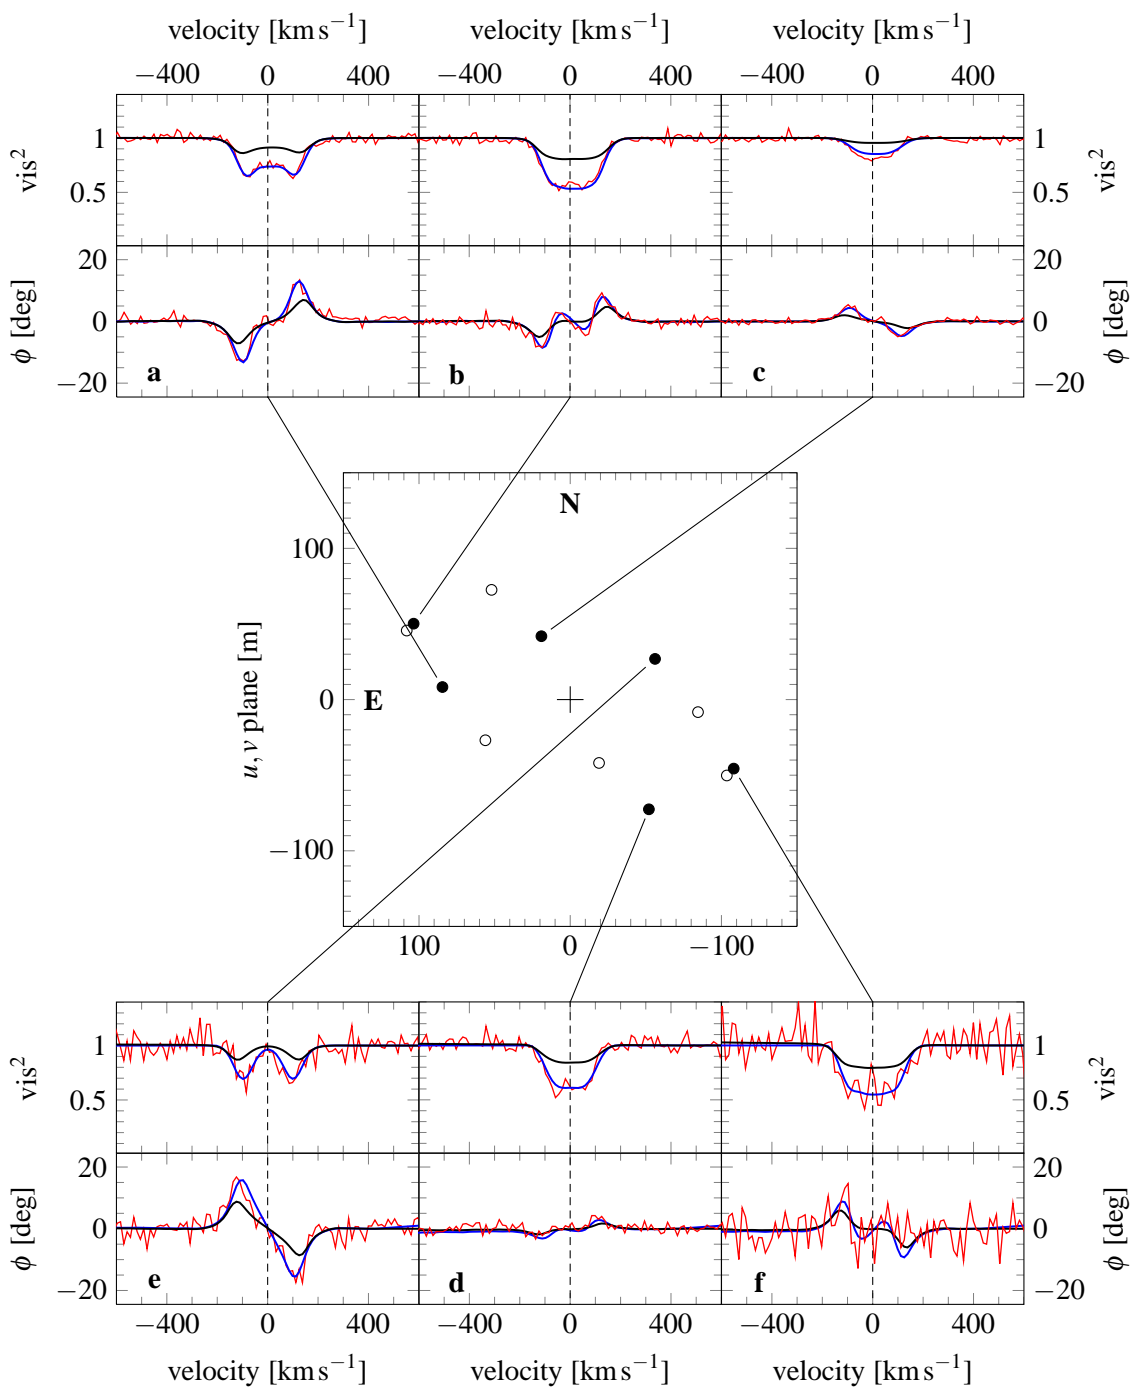 velocity [km s⁻¹] velocity [km s⁻¹] velocity [km s⁻¹]
−400 0 400 −400 0 400 −400 0 400
vis² 1 1 vis²
0.5 0.5
20 20
ϕ [deg] 0 0 ϕ [deg]
−20 −20
a b c
N
100
E
0
u, v plane [m]
−100
100 0 −100
vis² 1 1 vis²
0.5 0.5
20 20
ϕ [deg] 0 0 ϕ [deg]
−20 −20
e d f
−400 0 400 −400 0 400 −400 0 400
velocity [km s⁻¹] velocity [km s⁻¹] velocity [km s⁻¹]